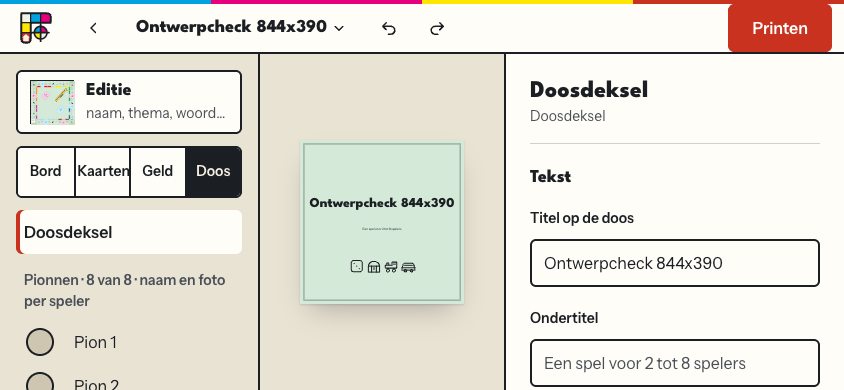 Ontwerpcheck 844x390
Printen
Editie
naam, thema, woord...
Bord
Kaarten
Geld
Doos
Doosdeksel
Pionnen · 8 van 8 · naam en foto
per speler
Pion 1
Pion 2
Ontwerpcheck 844x390
Doosdeksel
Doosdeksel
Tekst
Titel op de doos
Ontwerpcheck 844x390
Ondertitel
Een spel voor 2 tot 8 spelers